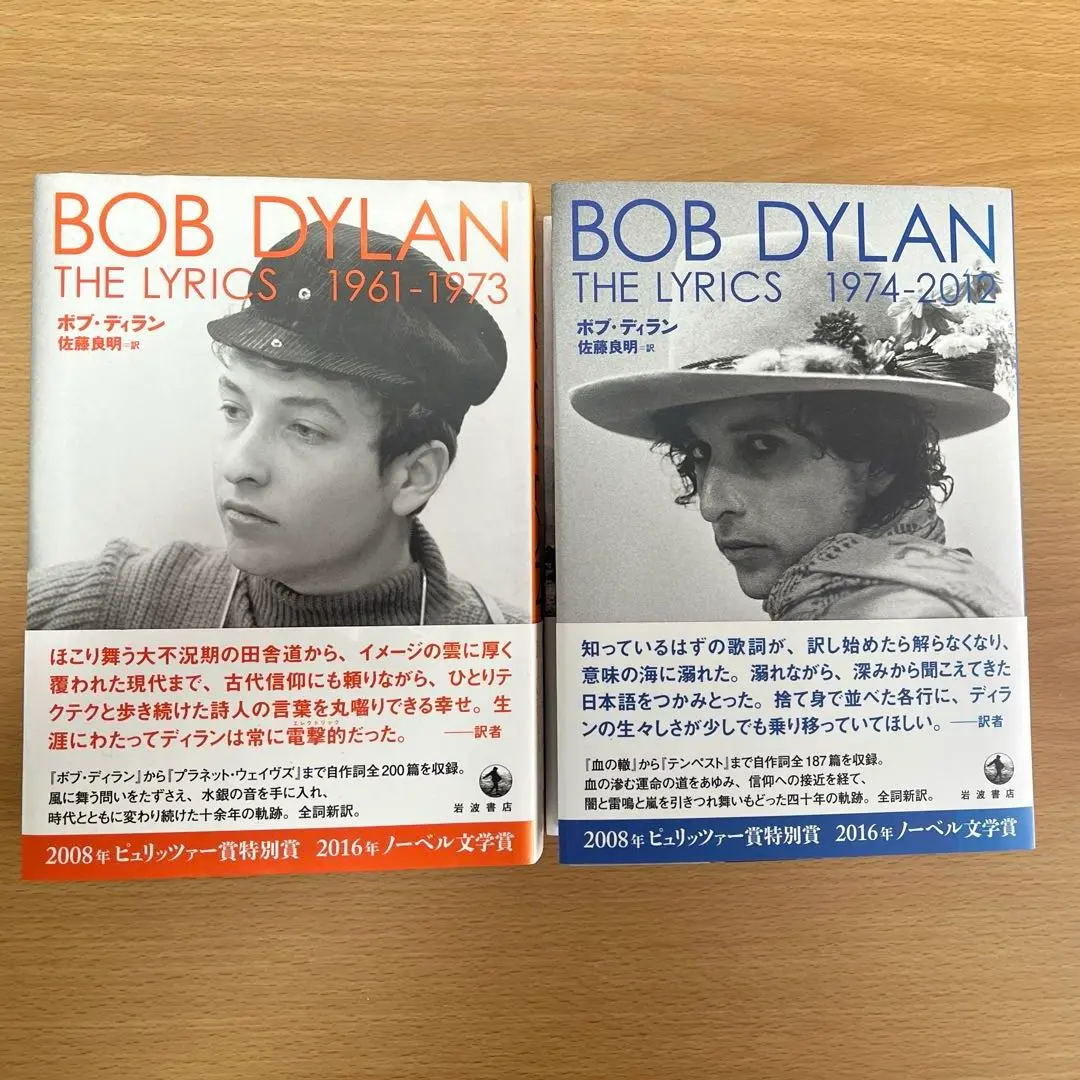 BOB DYLAN
THE LYRICS 1961-1973
ボブ・ディラン
佐藤良明=訳
ほこり舞う大不況期の田舎道から、イメージの雲に厚く
覆われた現代まで、古代信仰にも頼りながら、ひとりテ
クテクと歩き続けた詩人の言葉を丸囓りできる幸せ。生
エレクトリック
涯にわたってディランは常に電撃的だった。 ――訳者
『ボブ・ディラン』から『プラネット・ウェイヴズ』まで自作詞全200篇を収録。
風に舞う問いをたずさえ、水銀の音を手に入れ、
時代とともに変わり続けた十余年の軌跡。全詞新訳。
岩波書店
2008年ピュリッツァー賞特別賞 2016年ノーベル文学賞
BOB DYLAN
THE LYRICS 1974-2012
ボブ・ディラン
佐藤良明=訳
知っているはずの歌詞が、訳し始めたら解らなくなり、
意味の海に溺れた。溺れながら、深みから聞こえてきた
日本語をつかみとった。捨て身で並べた各行に、ディラ
ンの生々しさが少しでも乗り移っていてほしい。――訳者
『血の轍』から『テンペスト』まで自作詞全187篇を収録。
血の滲む運命の道をあゆみ、信仰への接近を経て、
闇と雷鳴と嵐を引きつれ舞いもどった四十年の軌跡。全詞新訳。
岩波書店
2008年ピュリッツァー賞特別賞 2016年ノーベル文学賞